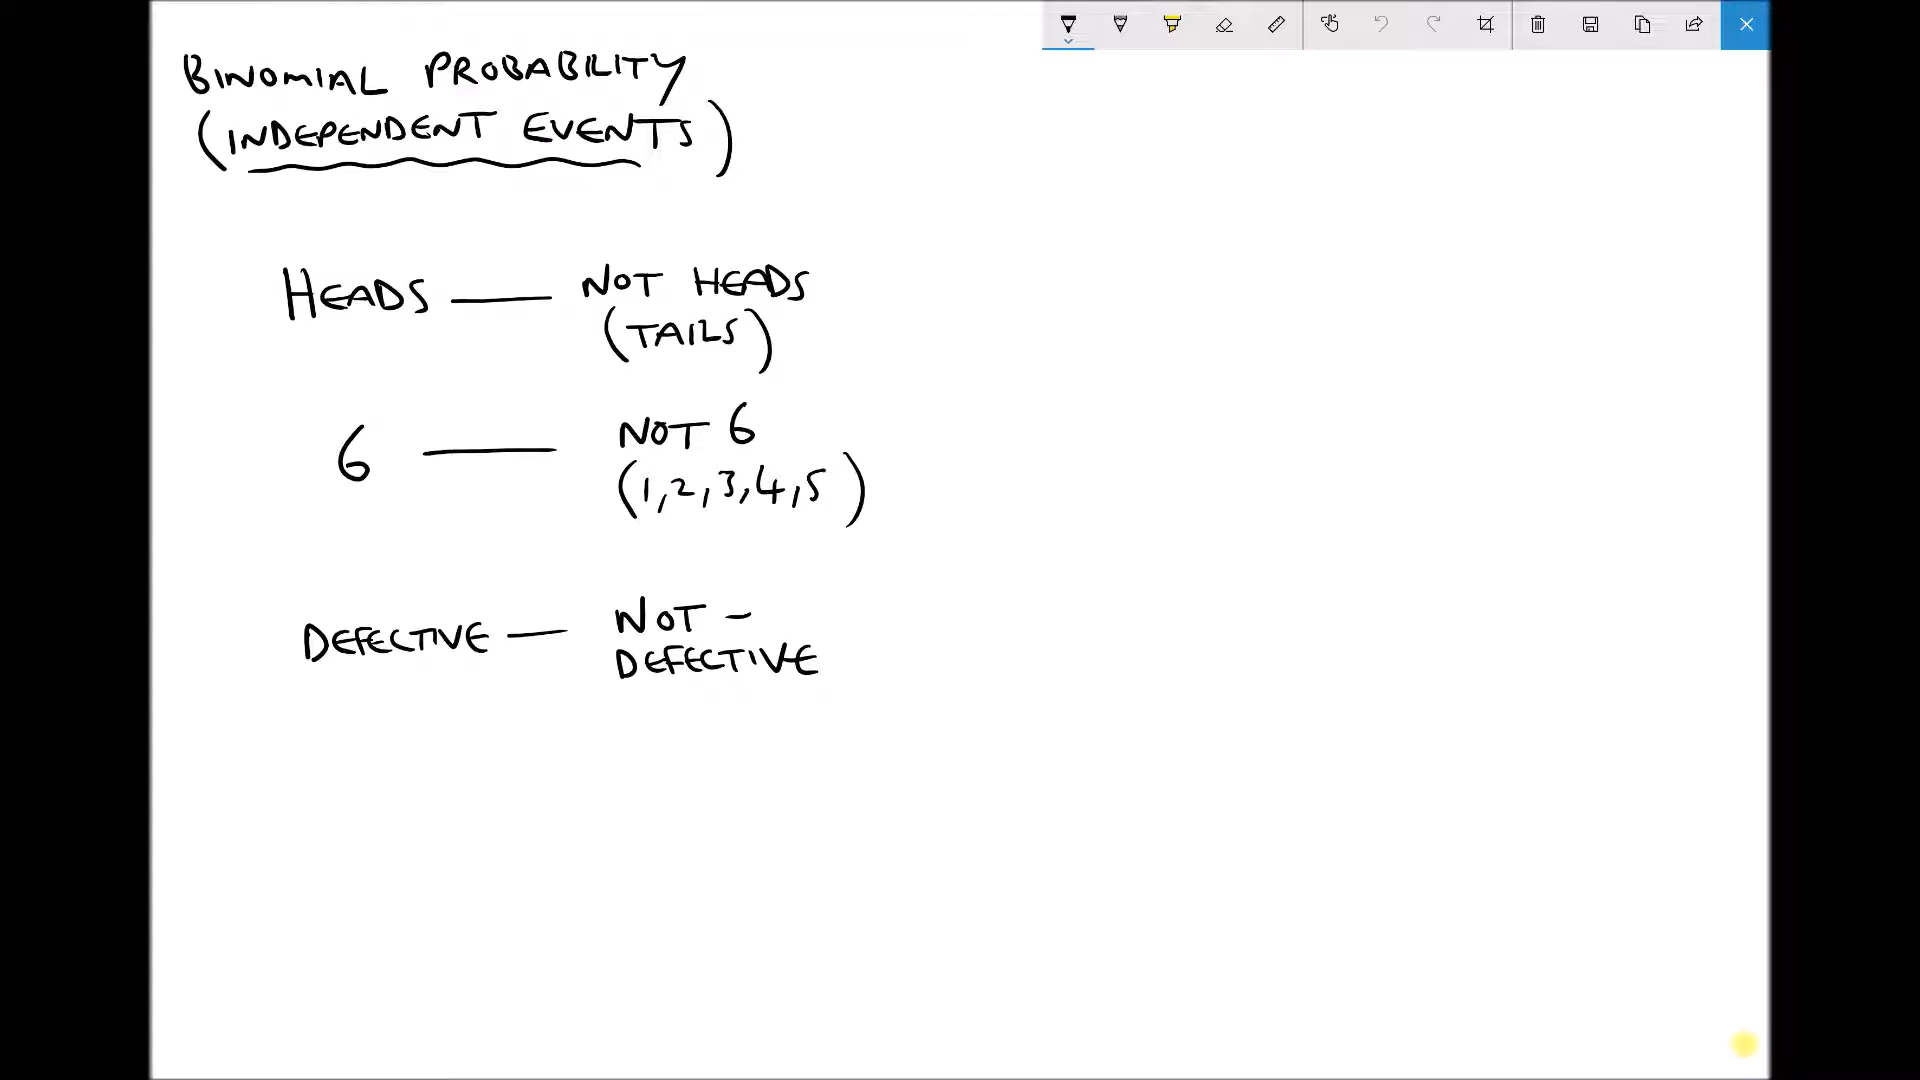 BINOMIAL PROBABILITY
(INDEPENDENT EVENTS)
HEADS — NOT HEADS
(TAILS)
6 — NOT 6
(1,2,3,4,5)
DEFECTIVE — NOT -
DEFECTIVE